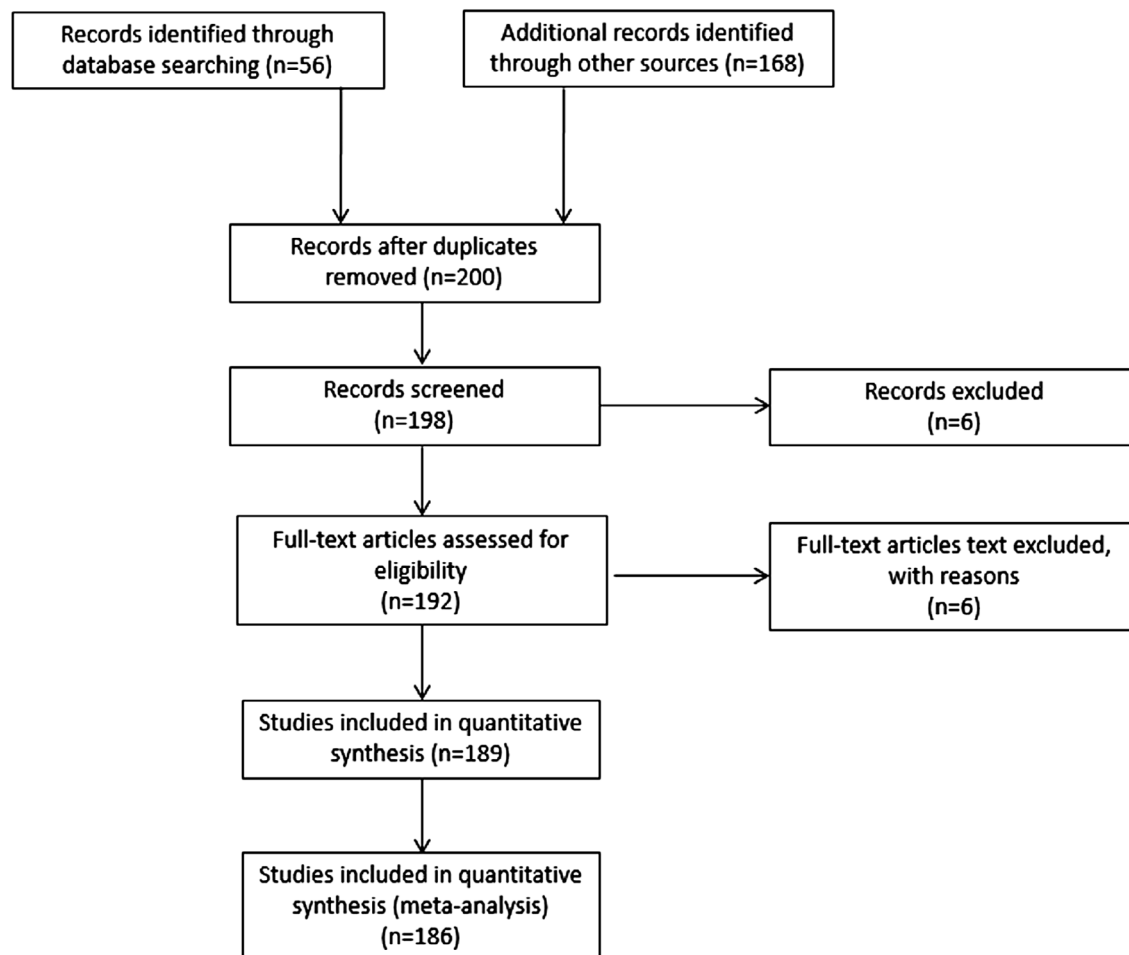 Records identified through
database searching (n=56)
Additional records identified
through other sources (n=168)
Records after duplicates
removed (n=200)
Records screened
(n=198)
Records excluded
(n=6)
Full-text articles assessed for
eligibility
(n=192)
Full-text articles text excluded,
with reasons
(n=6)
Studies included in quantitative
synthesis (n=189)
Studies included in quantitative
synthesis (meta-analysis)
(n=186)